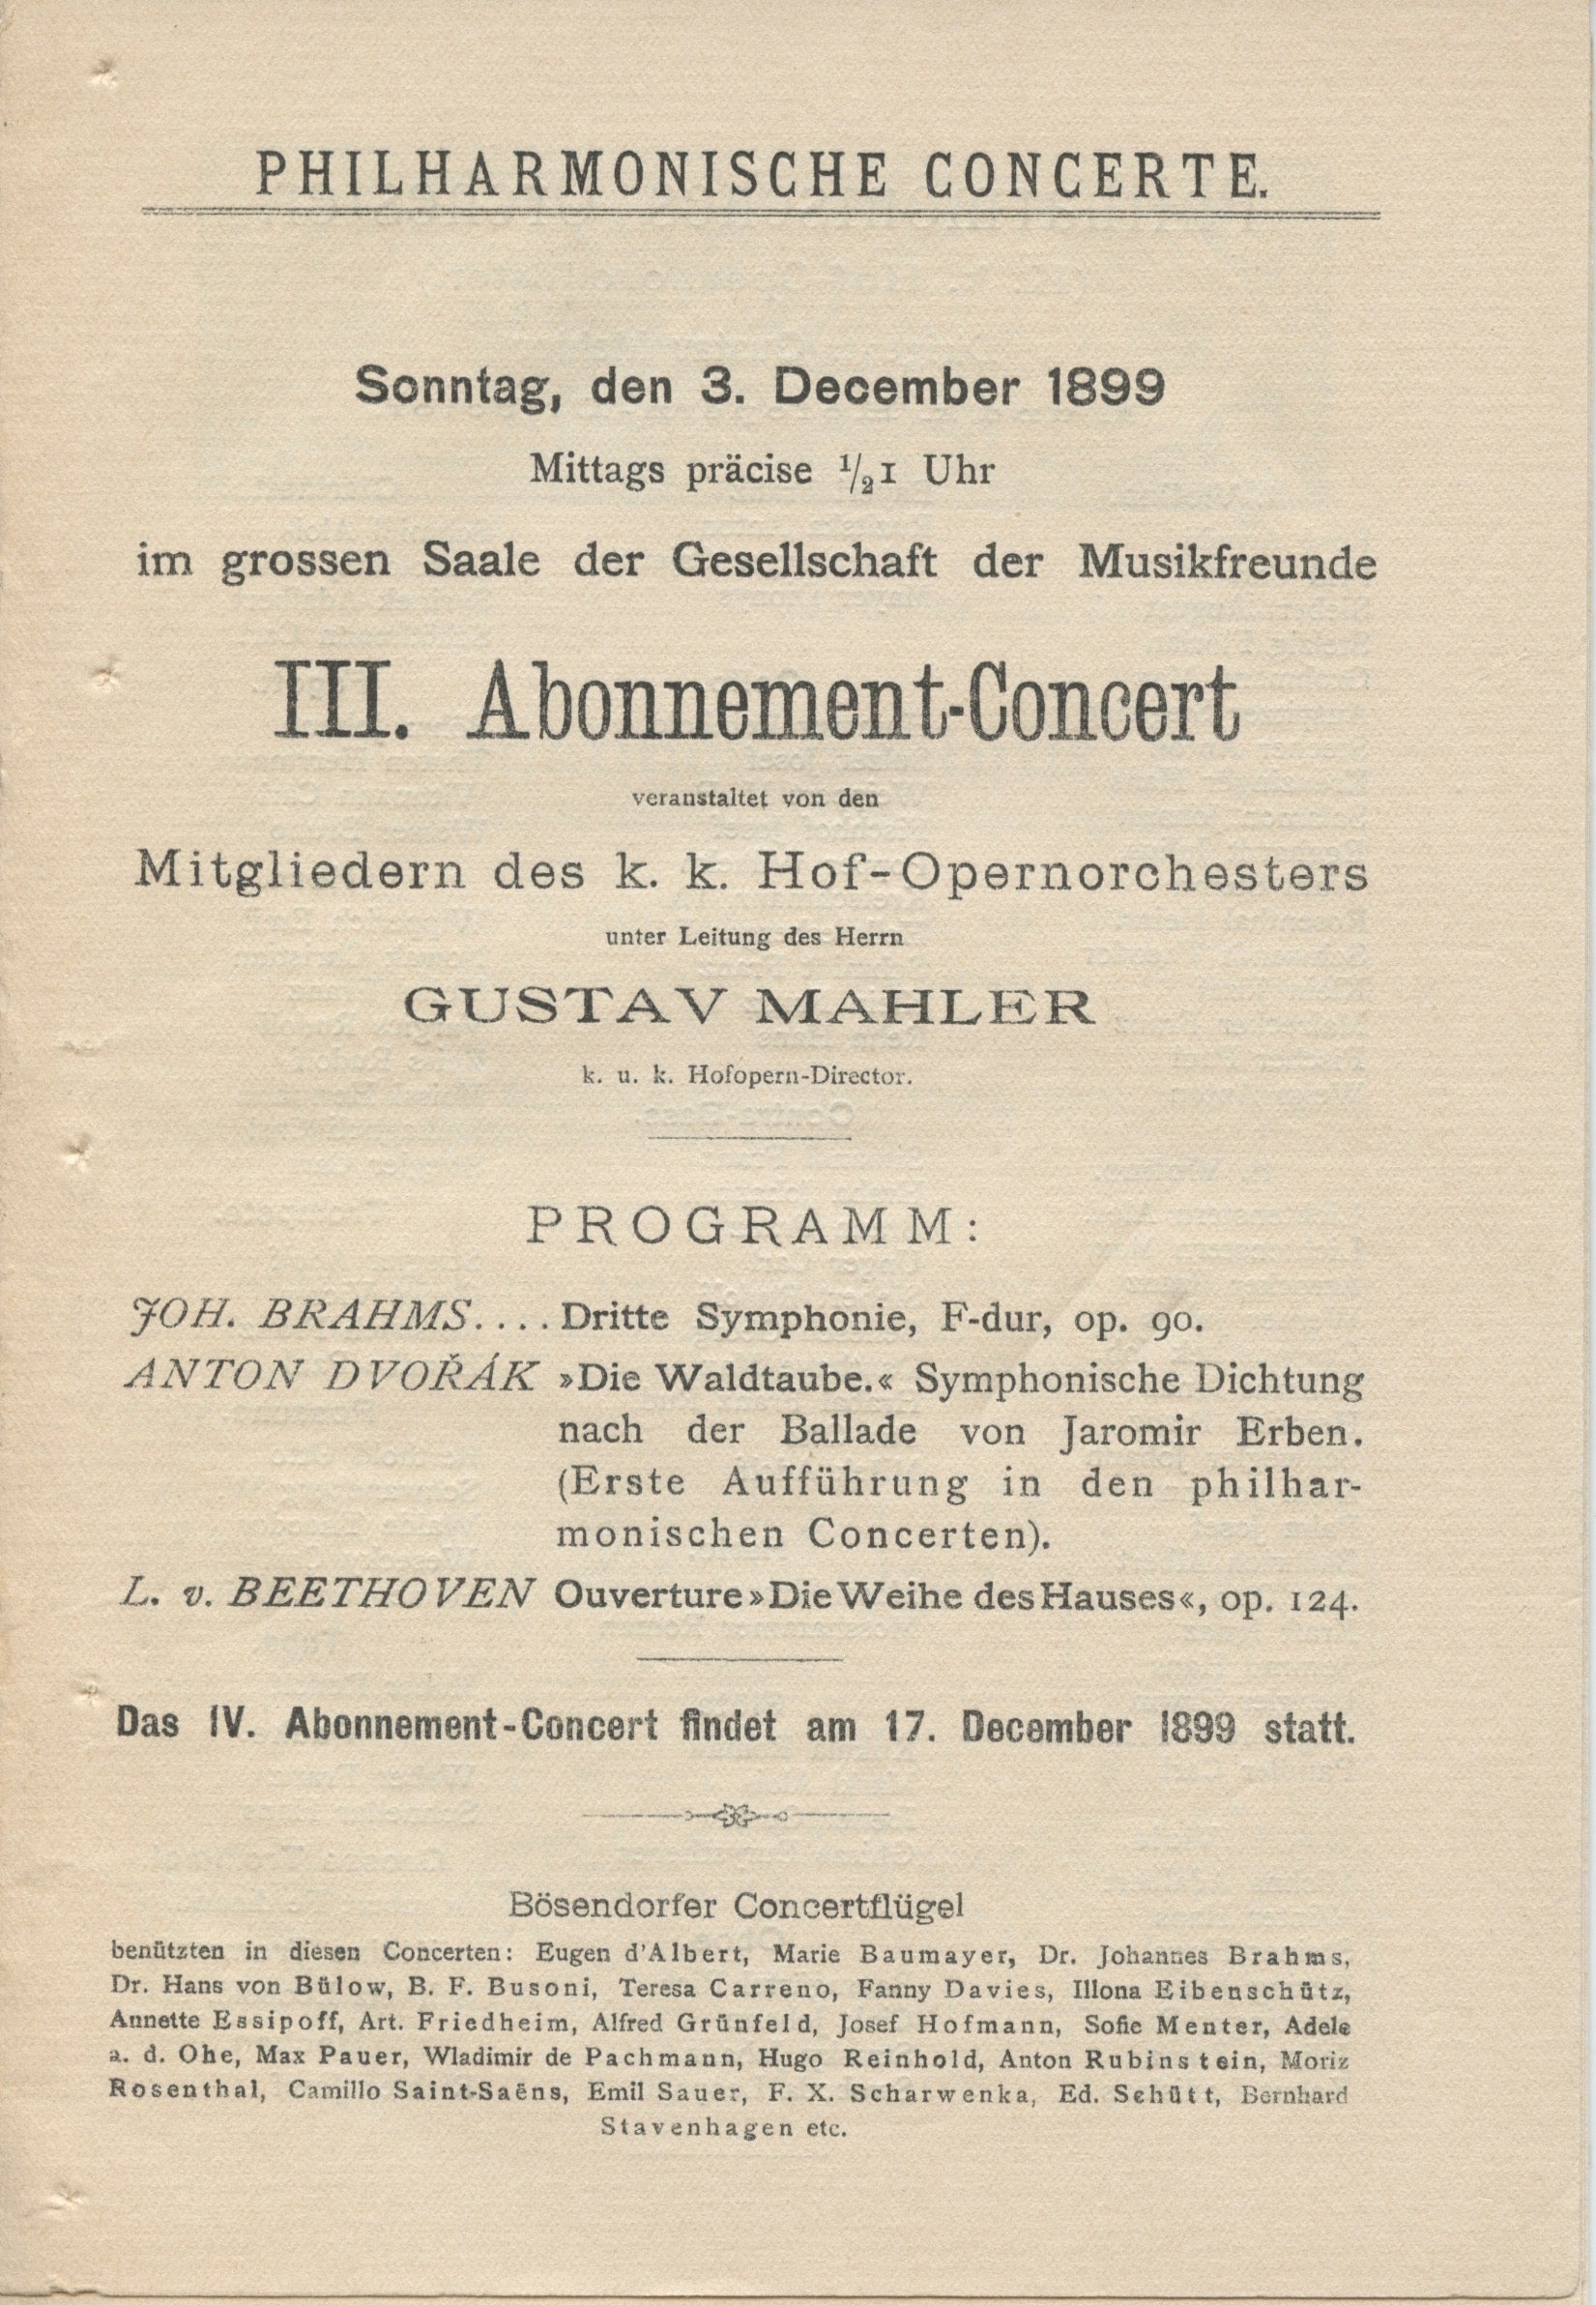 PHILHARMONISCHE CONCERTE.
Sonntag, den 3. December 1899
Mittags präcise 1/2 1 Uhr
im grossen Saale der Gesellschaft der Musikfreunde
III. Abonnement-Concert
veranstaltet von den
Mitgliedern des k. k. Hof-Opernorchesters
unter Leitung des Herrn
GUSTAV MAHLER
k. u. k. Hofopern-Director.
PROGRAMM:
JOH. BRAHMS.... Dritte Symphonie, F-dur, op. 90.
ANTON DVOŘÁK »Die Waldtaube.« Symphonische Dichtung
nach der Ballade von Jaromir Erben.
(Erste Aufführung in den philhar-
monischen Concerten).
L. v. BEETHOVEN Ouverture »Die Weihe des Hauses«, op. 124.
Das IV. Abonnement-Concert findet am 17. December 1899 statt.
Bösendorfer Concertflügel
benützten in diesen Concerten: Eugen d'Albert, Marie Baumayer, Dr. Johannes Brahms,
Dr. Hans von Bülow, B. F. Busoni, Teresa Carreno, Fanny Davies, Illona Eibenschütz,
Annette Essipoff, Art. Friedheim, Alfred Grünfeld, Josef Hofmann, Sofie Menter, Adele
a. d. Ohe, Max Pauer, Wladimir de Pachmann, Hugo Reinhold, Anton Rubinstein, Moriz
Rosenthal, Camillo Saint-Saëns, Emil Sauer, F. X. Scharwenka, Ed. Schütt, Bernhard
Stavenhagen etc.